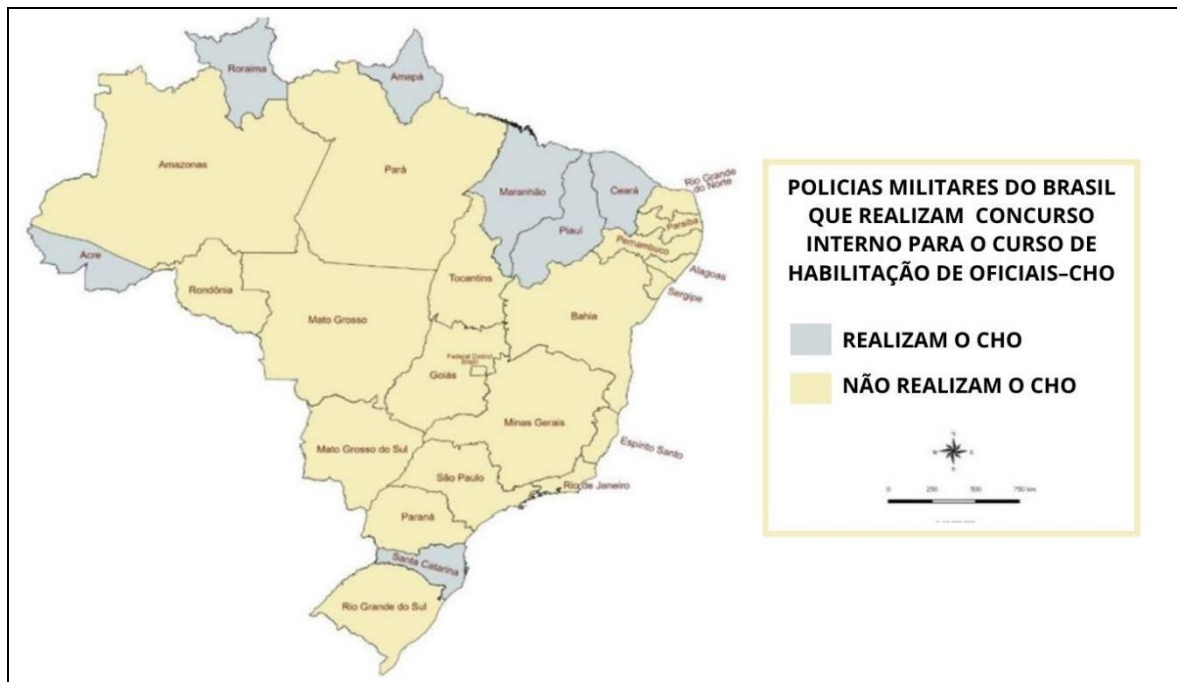 Roraima
Amapá
Amazonas
Pará
Maranhão
Ceará
Rio Grande
do Norte
Paraíba
Piauí
Pernambuco
Acre
Alagoas
Tocantins
Rondônia
Sergipe
Mato Grosso
Bahia
Goiás
Minas Gerais
Mato Grosso do Sul
Espírito Santo
São Paulo
Rio de Janeiro
Paraná
Santa Catarina
Rio Grande do Sul
POLICIAS MILITARES DO BRASIL
QUE REALIZAM CONCURSO
INTERNO PARA O CURSO DE
HABILITAÇÃO DE OFICIAIS–CHO
REALIZAM O CHO
NÃO REALIZAM O CHO
N
W E
S
0 250 500 750 km